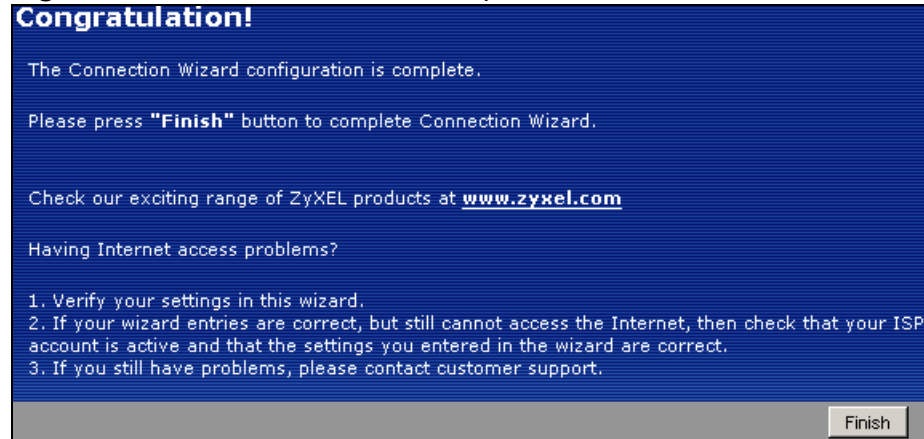 Congratulation!
The Connection Wizard configuration is complete.
Please press "Finish" button to complete Connection Wizard.
Check our exciting range of ZyXEL products at www.zyxel.com
Having Internet access problems?
1. Verify your settings in this wizard.
2. If your wizard entries are correct, but still cannot access the Internet, then check that your ISP
account is active and that the settings you entered in the wizard are correct.
3. If you still have problems, please contact customer support.
Finish